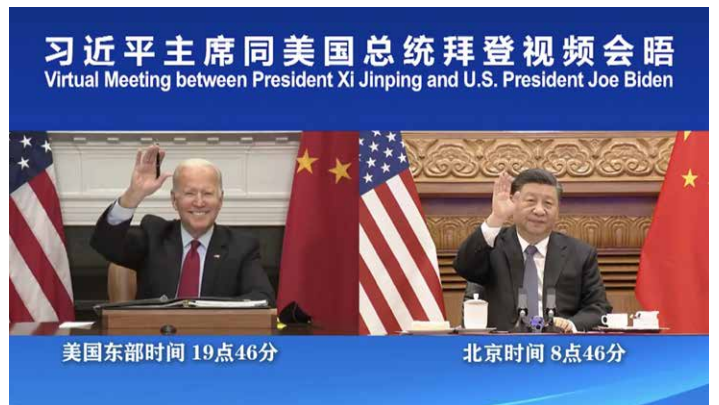 习近平主席同美国总统拜登视频会晤
Virtual Meeting between President Xi Jinping and U.S. President Joe Biden
美国东部时间 19点46分
北京时间 8点46分